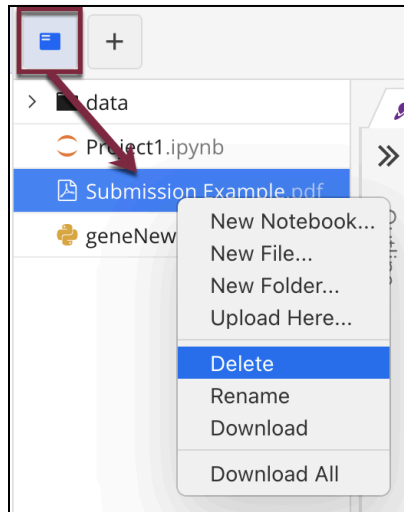 +
data
Project1.ipynb
Submission Example.pdf
geneNew
New Notebook...
New File...
New Folder...
Upload Here...
Delete
Rename
Download
Download All